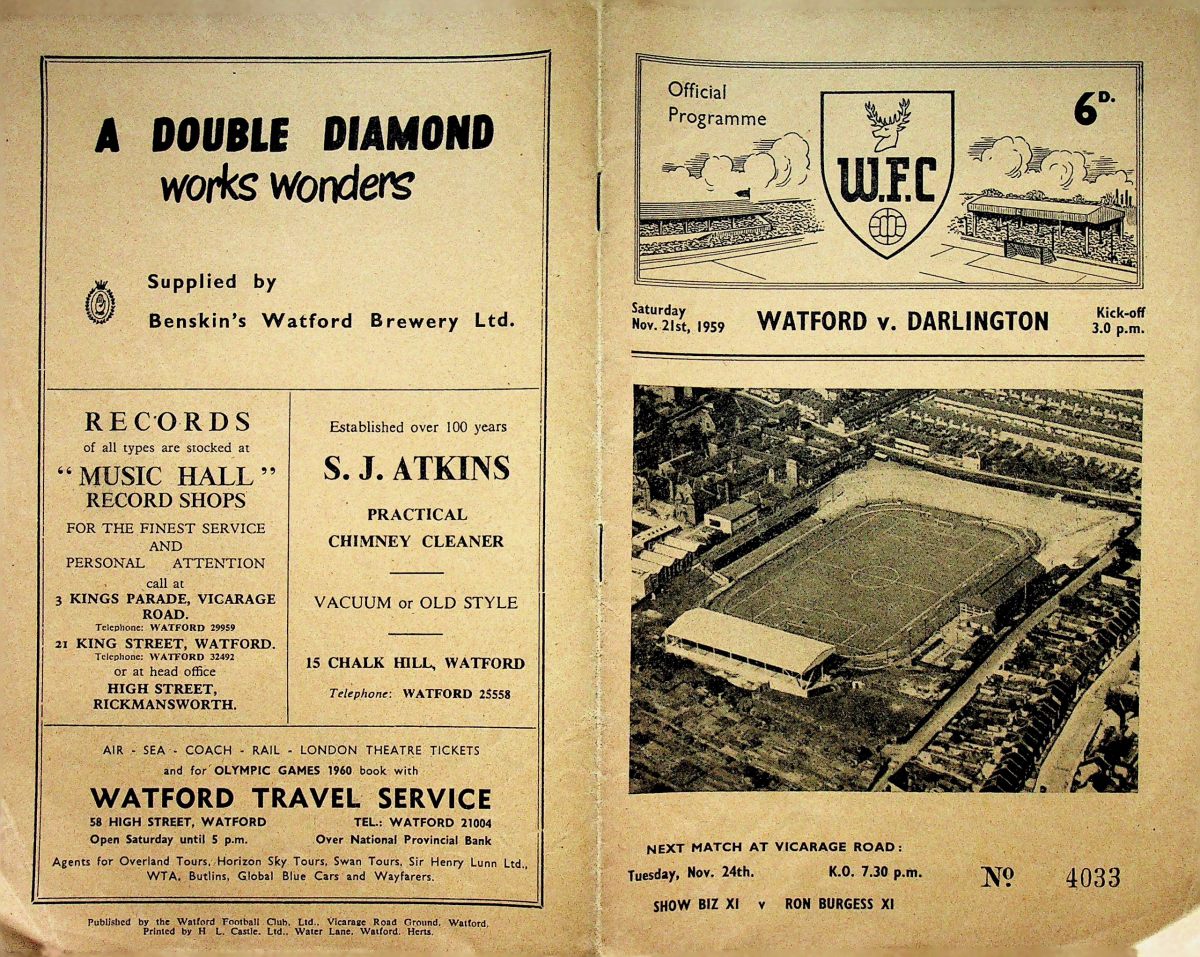 A DOUBLE DIAMOND
works wonders
Supplied by
Benskin's Watford Brewery Ltd.
RECORDS
of all types are stocked at
"MUSIC HALL"
RECORD SHOPS
FOR THE FINEST SERVICE
AND
PERSONAL ATTENTION
call at
3 KINGS PARADE, VICARAGE
ROAD.
Telephone: WATFORD 29959
21 KING STREET, WATFORD.
Telephone: WATFORD 32492
or at head office
HIGH STREET,
RICKMANSWORTH.
Established over 100 years
S. J. ATKINS
PRACTICAL
CHIMNEY CLEANER
VACUUM or OLD STYLE
15 CHALK HILL, WATFORD
Telephone: WATFORD 25558
AIR - SEA - COACH - RAIL - LONDON THEATRE TICKETS
and for OLYMPIC GAMES 1960 book with
WATFORD TRAVEL SERVICE
58 HIGH STREET, WATFORD TEL.: WATFORD 21004
Open Saturday until 5 p.m. Over National Provincial Bank
Agents for Overland Tours, Horizon Sky Tours, Swan Tours, Sir Henry Lunn Ltd.,
WTA, Butlins, Global Blue Cars and Wayfarers.
Published by the Watford Football Club, Ltd., Vicarage Road Ground, Watford.
Printed by H L. Castle, Ltd., Water Lane, Watford, Herts.
Official
Programme
6D.
W.F.C
Saturday
Nov. 21st, 1959
WATFORD v. DARLINGTON
Kick-off
3.0 p.m.
NEXT MATCH AT VICARAGE ROAD:
Tuesday, Nov. 24th. K.O. 7.30 p.m.
SHOW BIZ XI v RON BURGESS XI
No. 4033